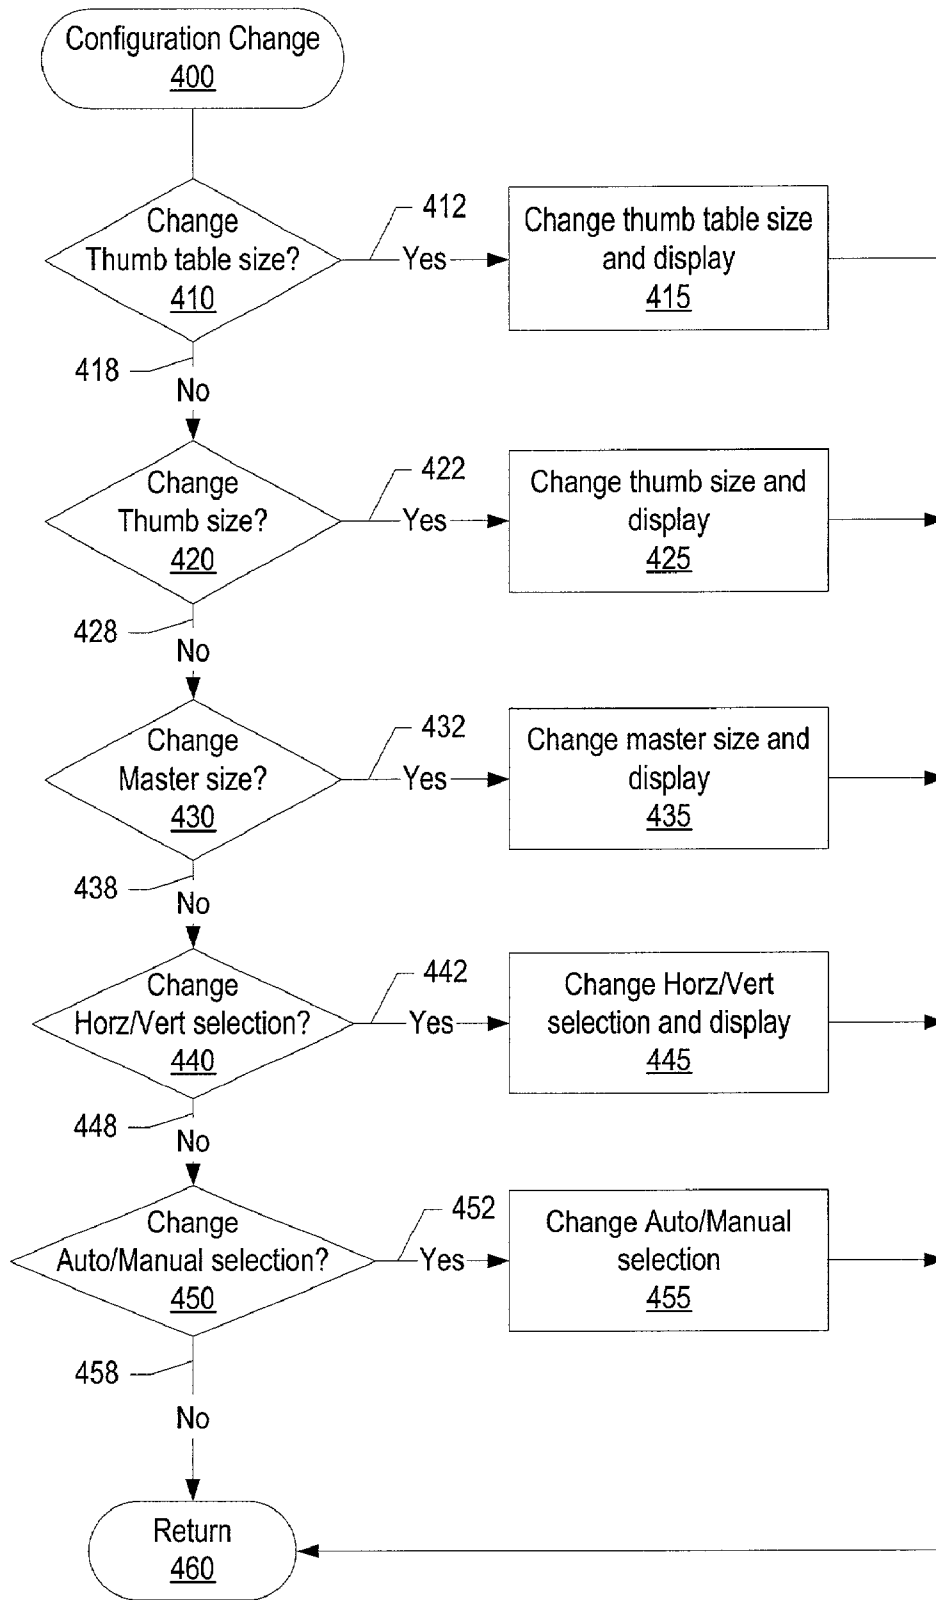 Configuration Change
400
Change
Thumb table size?
410
412
Yes
Change thumb table size
and display
415
418
No
Change
Thumb size?
420
422
Yes
Change thumb size and
display
425
428
No
Change
Master size?
430
432
Yes
Change master size and
display
435
438
No
Change
Horz/Vert selection?
440
442
Yes
Change Horz/Vert
selection and display
445
448
No
Change
Auto/Manual selection?
450
452
Yes
Change Auto/Manual
selection
455
458
No
Return
460